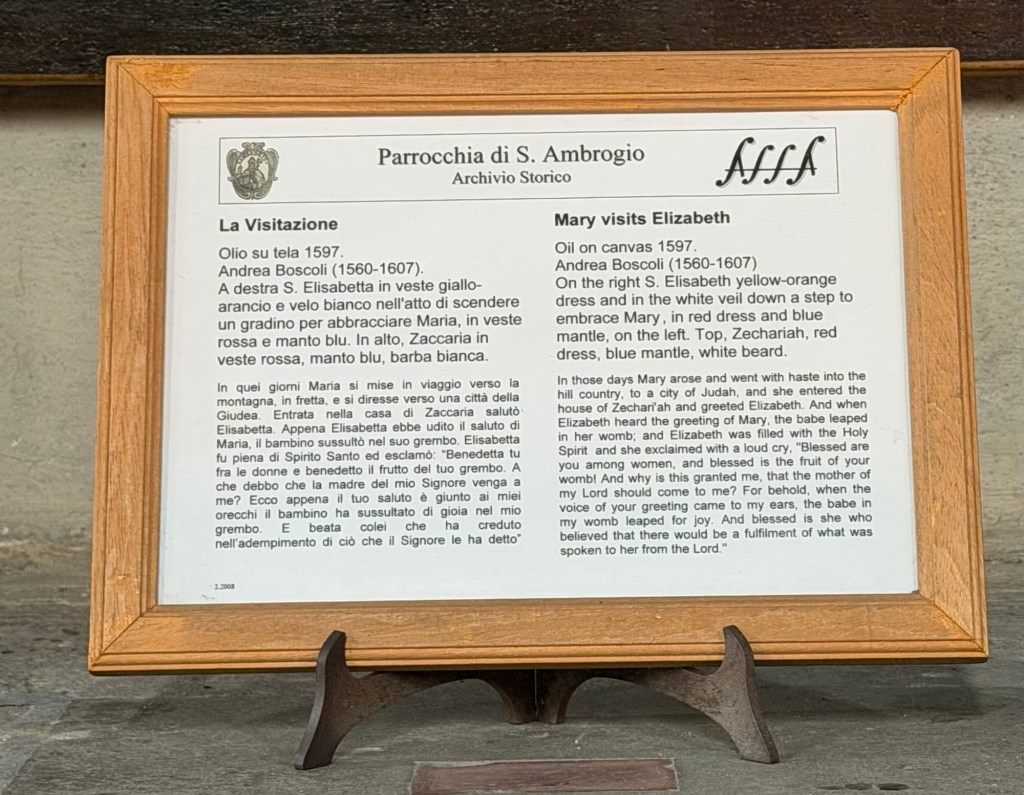 Parrocchia di S. Ambrogio
Archivio Storico
La Visitazione
Olio su tela 1597.
Andrea Boscoli (1560-1607).
A destra S. Elisabetta in veste giallo-
arancio e velo bianco nell'atto di scendere
un gradino per abbracciare Maria, in veste
rossa e manto blu. In alto, Zaccaria in
veste rossa, manto blu, barba bianca.
In quei giorni Maria si mise in viaggio verso la
montagna, in fretta, e si diresse verso una città della
Giudea. Entrata nella casa di Zaccaria salutò
Elisabetta. Appena Elisabetta ebbe udito il saluto di
Maria, il bambino sussultò nel suo grembo. Elisabetta
fu piena di Spirito Santo ed esclamò: "Benedetta tu
fra le donne e benedetto il frutto del tuo grembo. A
che debbo che la madre del mio Signore venga a
me? Ecco appena il tuo saluto è giunto ai miei
orecchi il bambino ha sussultato di gioia nel mio
grembo. E beata colei che ha creduto
nell'adempimento di ciò che il Signore le ha detto"
Mary visits Elizabeth
Oil on canvas 1597.
Andrea Boscoli (1560-1607)
On the right S. Elisabeth yellow-orange
dress and in the white veil down a step to
embrace Mary, in red dress and blue
mantle, on the left. Top, Zechariah, red
dress, blue mantle, white beard.
In those days Mary arose and went with haste into the
hill country, to a city of Judah, and she entered the
house of Zechari'ah and greeted Elizabeth. And when
Elizabeth heard the greeting of Mary, the babe leaped
in her womb; and Elizabeth was filled with the Holy
Spirit and she exclaimed with a loud cry, "Blessed are
you among women, and blessed is the fruit of your
womb! And why is this granted me, that the mother of
my Lord should come to me? For behold, when the
voice of your greeting came to my ears, the babe in
my womb leaped for joy. And blessed is she who
believed that there would be a fulfilment of what was
spoken to her from the Lord."
- 2.2008